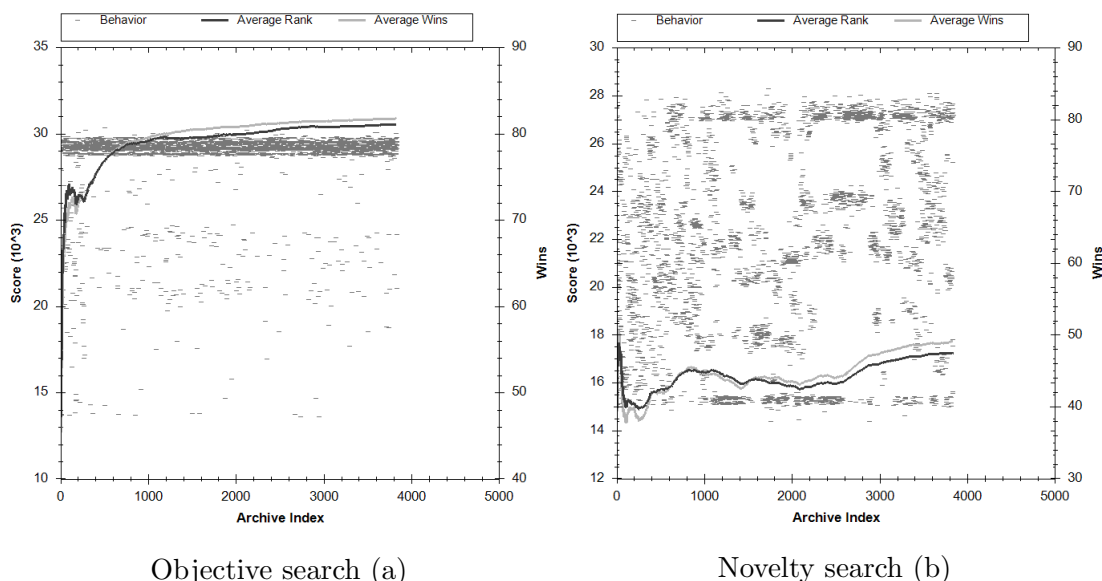 Behavior Average Rank Average Wins
35 90
30 80
25 70
20 60
15 50
10 40
0 1000 2000 3000 4000 5000
Score (10^3)
Wins
Archive Index
Objective search (a)
Behavior Average Rank Average Wins
30 90
28 80
26
24 70
22 60
20
18 50
16
14 40
12 30
0 1000 2000 3000 4000 5000
Score (10^3)
Wins
Archive Index
Novelty search (b)